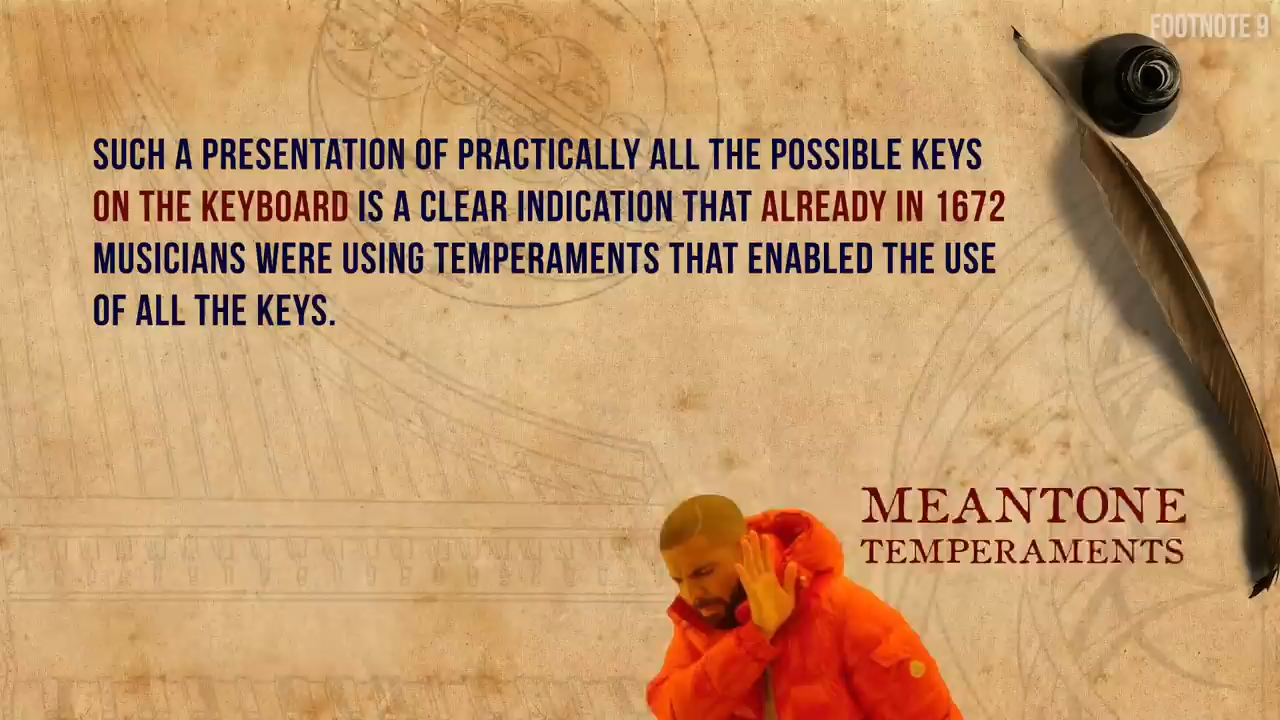 FOOTNOTE 9
SUCH A PRESENTATION OF PRACTICALLY ALL THE POSSIBLE KEYS
ON THE KEYBOARD IS A CLEAR INDICATION THAT ALREADY IN 1672
MUSICIANS WERE USING TEMPERAMENTS THAT ENABLED THE USE
OF ALL THE KEYS.
MEANTONE
TEMPERAMENTS